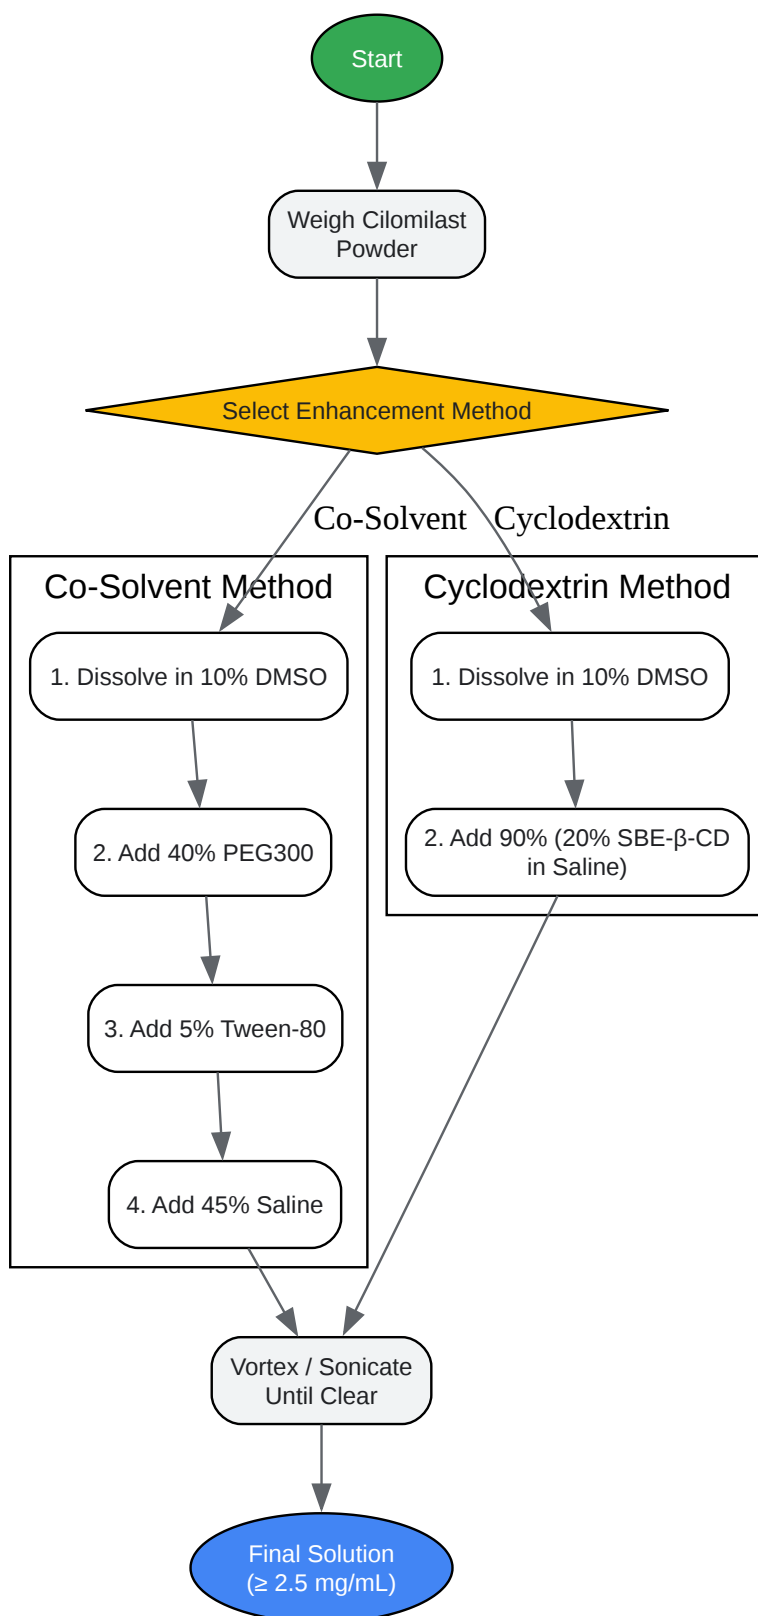 Start
Weigh Cilomilast
Powder
Select Enhancement Method
Co-Solvent
Cyclodextrin
Co-Solvent Method
1. Dissolve in 10% DMSO
2. Add 40% PEG300
3. Add 5% Tween-80
4. Add 45% Saline
Cyclodextrin Method
1. Dissolve in 10% DMSO
2. Add 90% (20% SBE-β-CD
in Saline)
Vortex / Sonicate
Until Clear
Final Solution
(≥ 2.5 mg/mL)